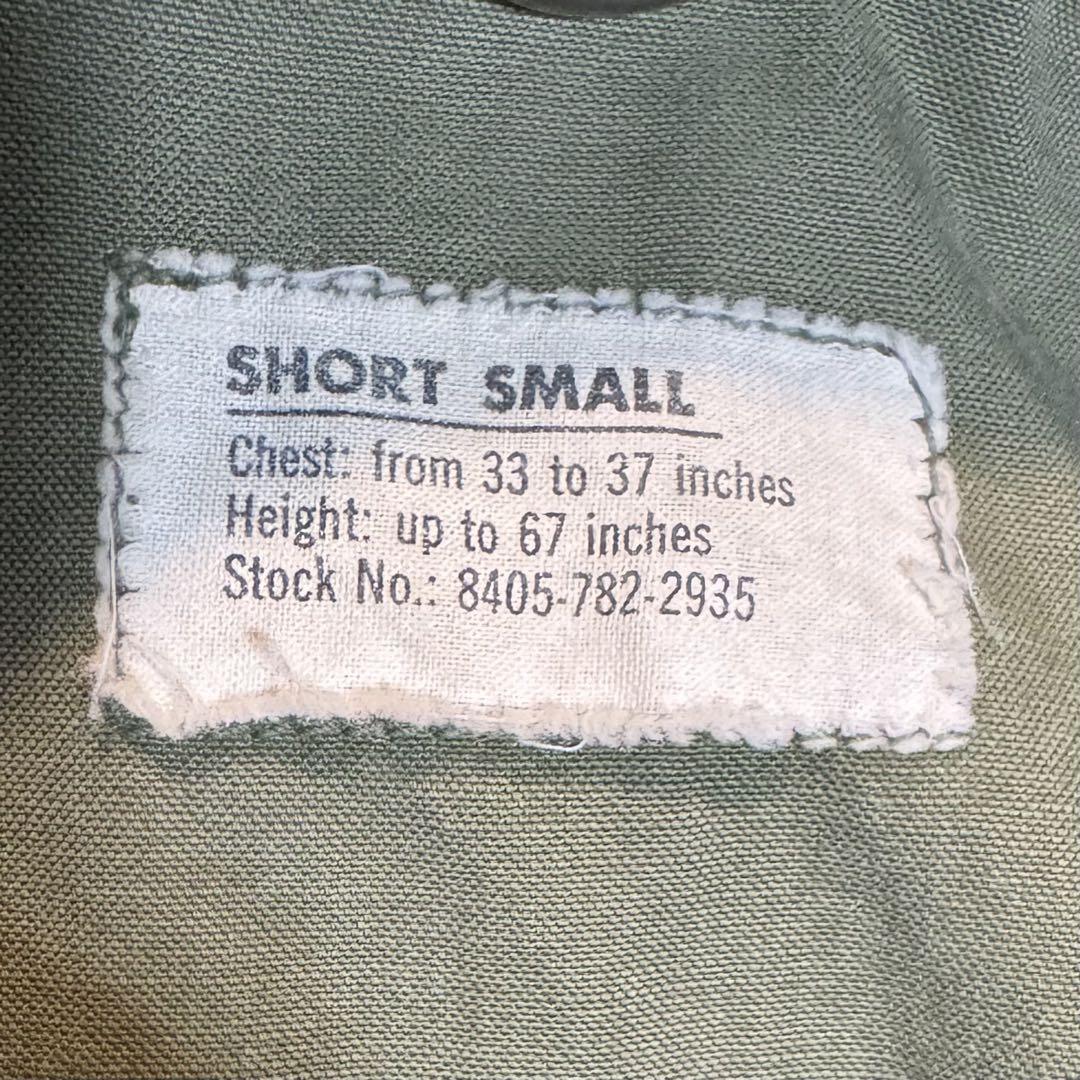 SHORT SMALL
Chest: from 33 to 37 inches
Height: up to 67 inches
Stock No.: 8405-782-2935